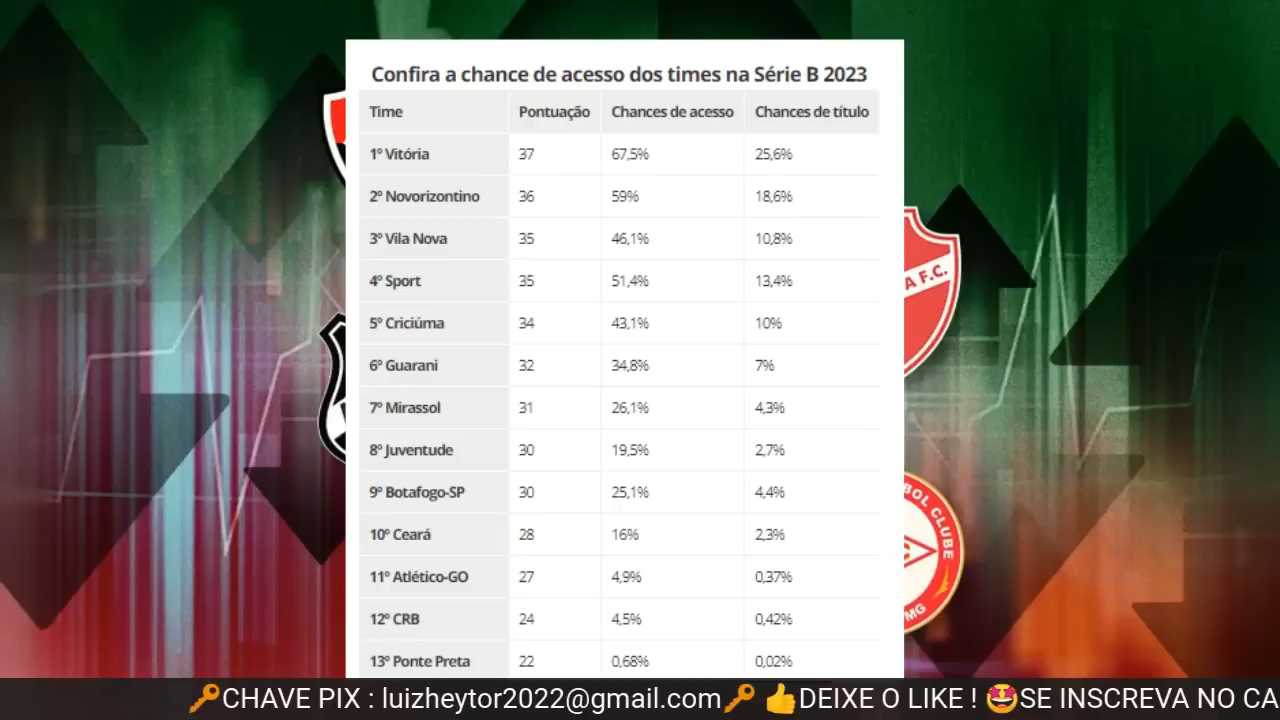 Confira a chance de acesso dos times na Série B 2023
Time Pontuação Chances de acesso Chances de título
1º Vitória 37 67,5% 25,6%
2º Novorizontino 36 59% 18,6%
3º Vila Nova 35 46,1% 10,8%
4º Sport 35 51,4% 13,4%
5º Criciúma 34 43,1% 10%
6º Guarani 32 34,8% 7%
7º Mirassol 31 26,1% 4,3%
8º Juventude 30 19,5% 2,7%
9º Botafogo-SP 30 25,1% 4,4%
10º Ceará 28 16% 2,3%
11º Atlético-GO 27 4,9% 0,37%
12º CRB 24 4,5% 0,42%
13º Ponte Preta 22 0,68% 0,02%
A F.C.
BOL CLUBE
MG
🔑CHAVE PIX : luizheytor2022@gmail.com🔑 👍DEIXE O LIKE ! 🤩SE INSCREVA NO CA